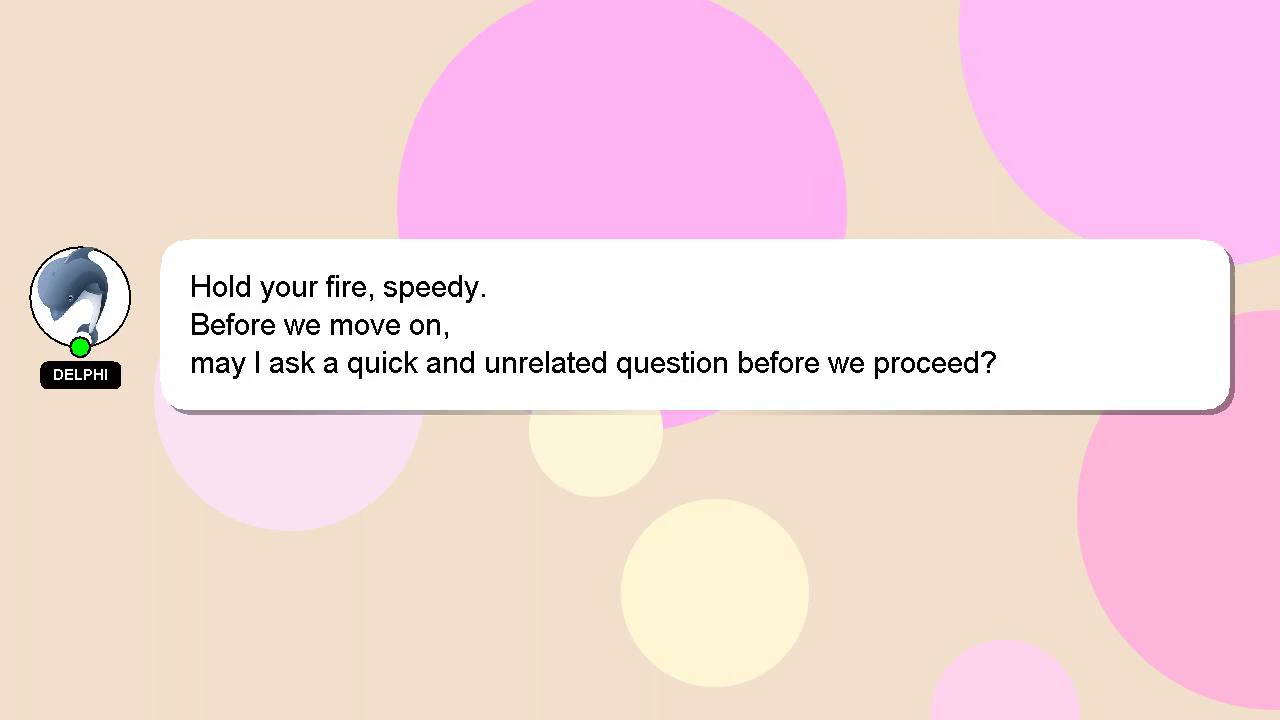 Hold your fire, speedy.
Before we move on,
may I ask a quick and unrelated question before we proceed?
DELPHI